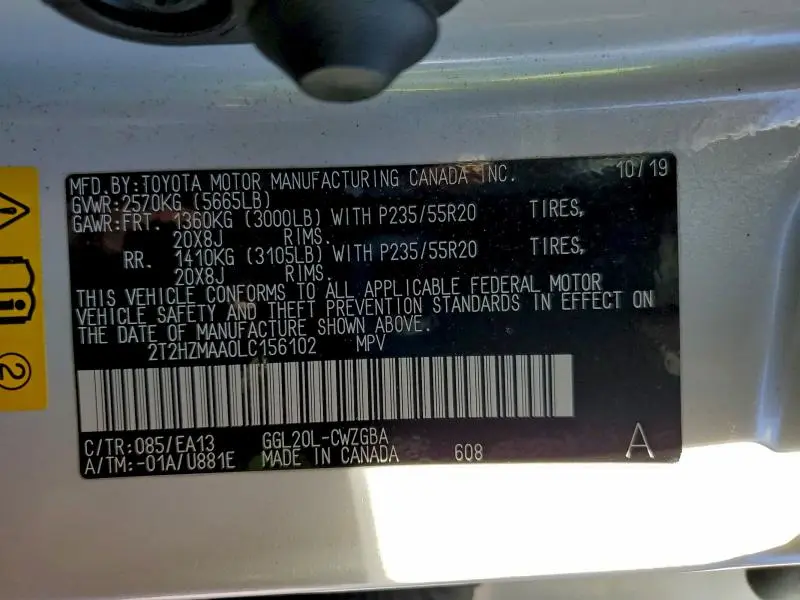 MFD.BY:TOYOTA MOTOR MANUFACTURING CANADA INC. 10/19
GVWR:2570KG (5665LB)
GAWR:FRT. 1360KG (3000LB) WITH P235/55R20 TIRES,
20X8J RIMS.
RR. 1410KG (3105LB) WITH P235/55R20 TIRES,
20X8J RIMS.
THIS VEHICLE CONFORMS TO ALL APPLICABLE FEDERAL MOTOR
VEHICLE SAFETY AND THEFT PREVENTION STANDARDS IN EFFECT ON
THE DATE OF MANUFACTURE SHOWN ABOVE.
2T2HZMAA0LC156102 MPV
C/TR:085/EA13 GGL20L-CWZGBA
A/TM:-01A/U881E MADE IN CANADA 608 A
2